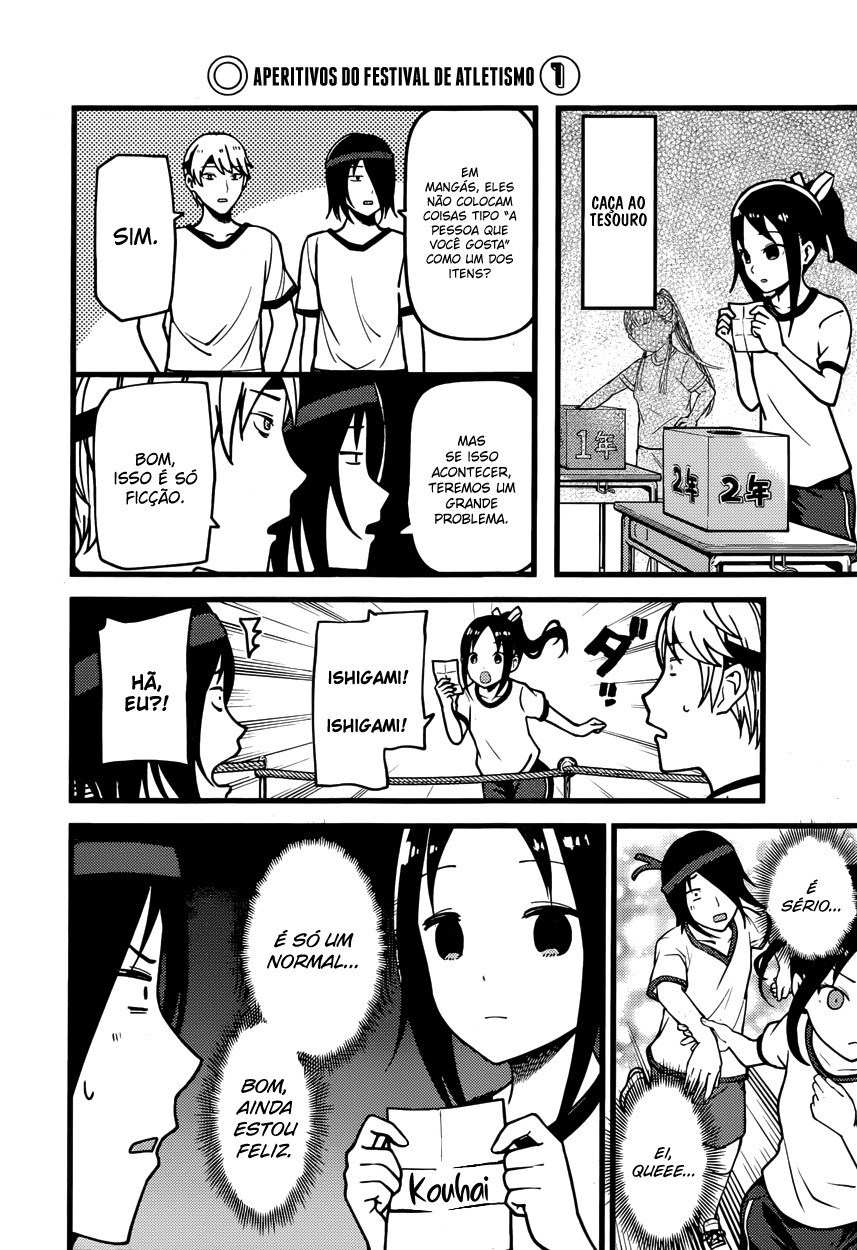 APERITIVOS DO FESTIVAL DE ATLETISMO 1
CAÇA AO
TESOURO
1年
2年
2年
EM
MANGÁS, ELES
NÃO COLOCAM
COISAS TIPO “A
PESSOA QUE
VOCÊ GOSTA”
COMO UM DOS
ITENS?
SIM.
MAS
SE ISSO
ACONTECER,
TEREMOS UM
GRANDE
PROBLEMA.
BOM,
ISSO É SÓ
FICÇÃO.
ダッ
ISHIGAMI!
ISHIGAMI!
HÃ,
EU?!
É
SÉRIO...
EI,
QUEEE...
É SÓ UM
NORMAL...
BOM,
AINDA
ESTOU
FELIZ.
Kouhai